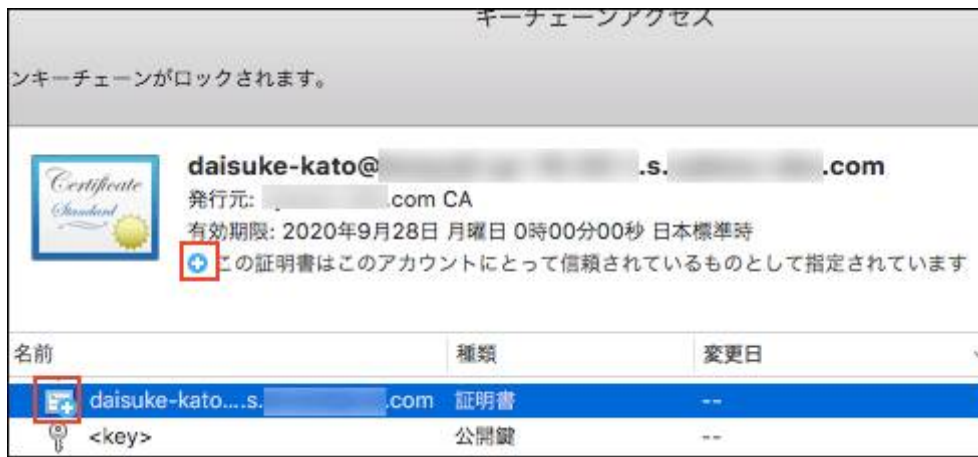 キーチェーンアクセス
ンキーチェーンがロックされます。
Certificate
Standard
daisuke-kato@ .s. .com
発行元: .com CA
有効期限: 2020年9月28日 月曜日 0時00分00秒 日本標準時
この証明書はこのアカウントにとって信頼されているものとして指定されています
名前 種類 変更日
daisuke-kato....s. .com 証明書 --
<key> 公開鍵 --